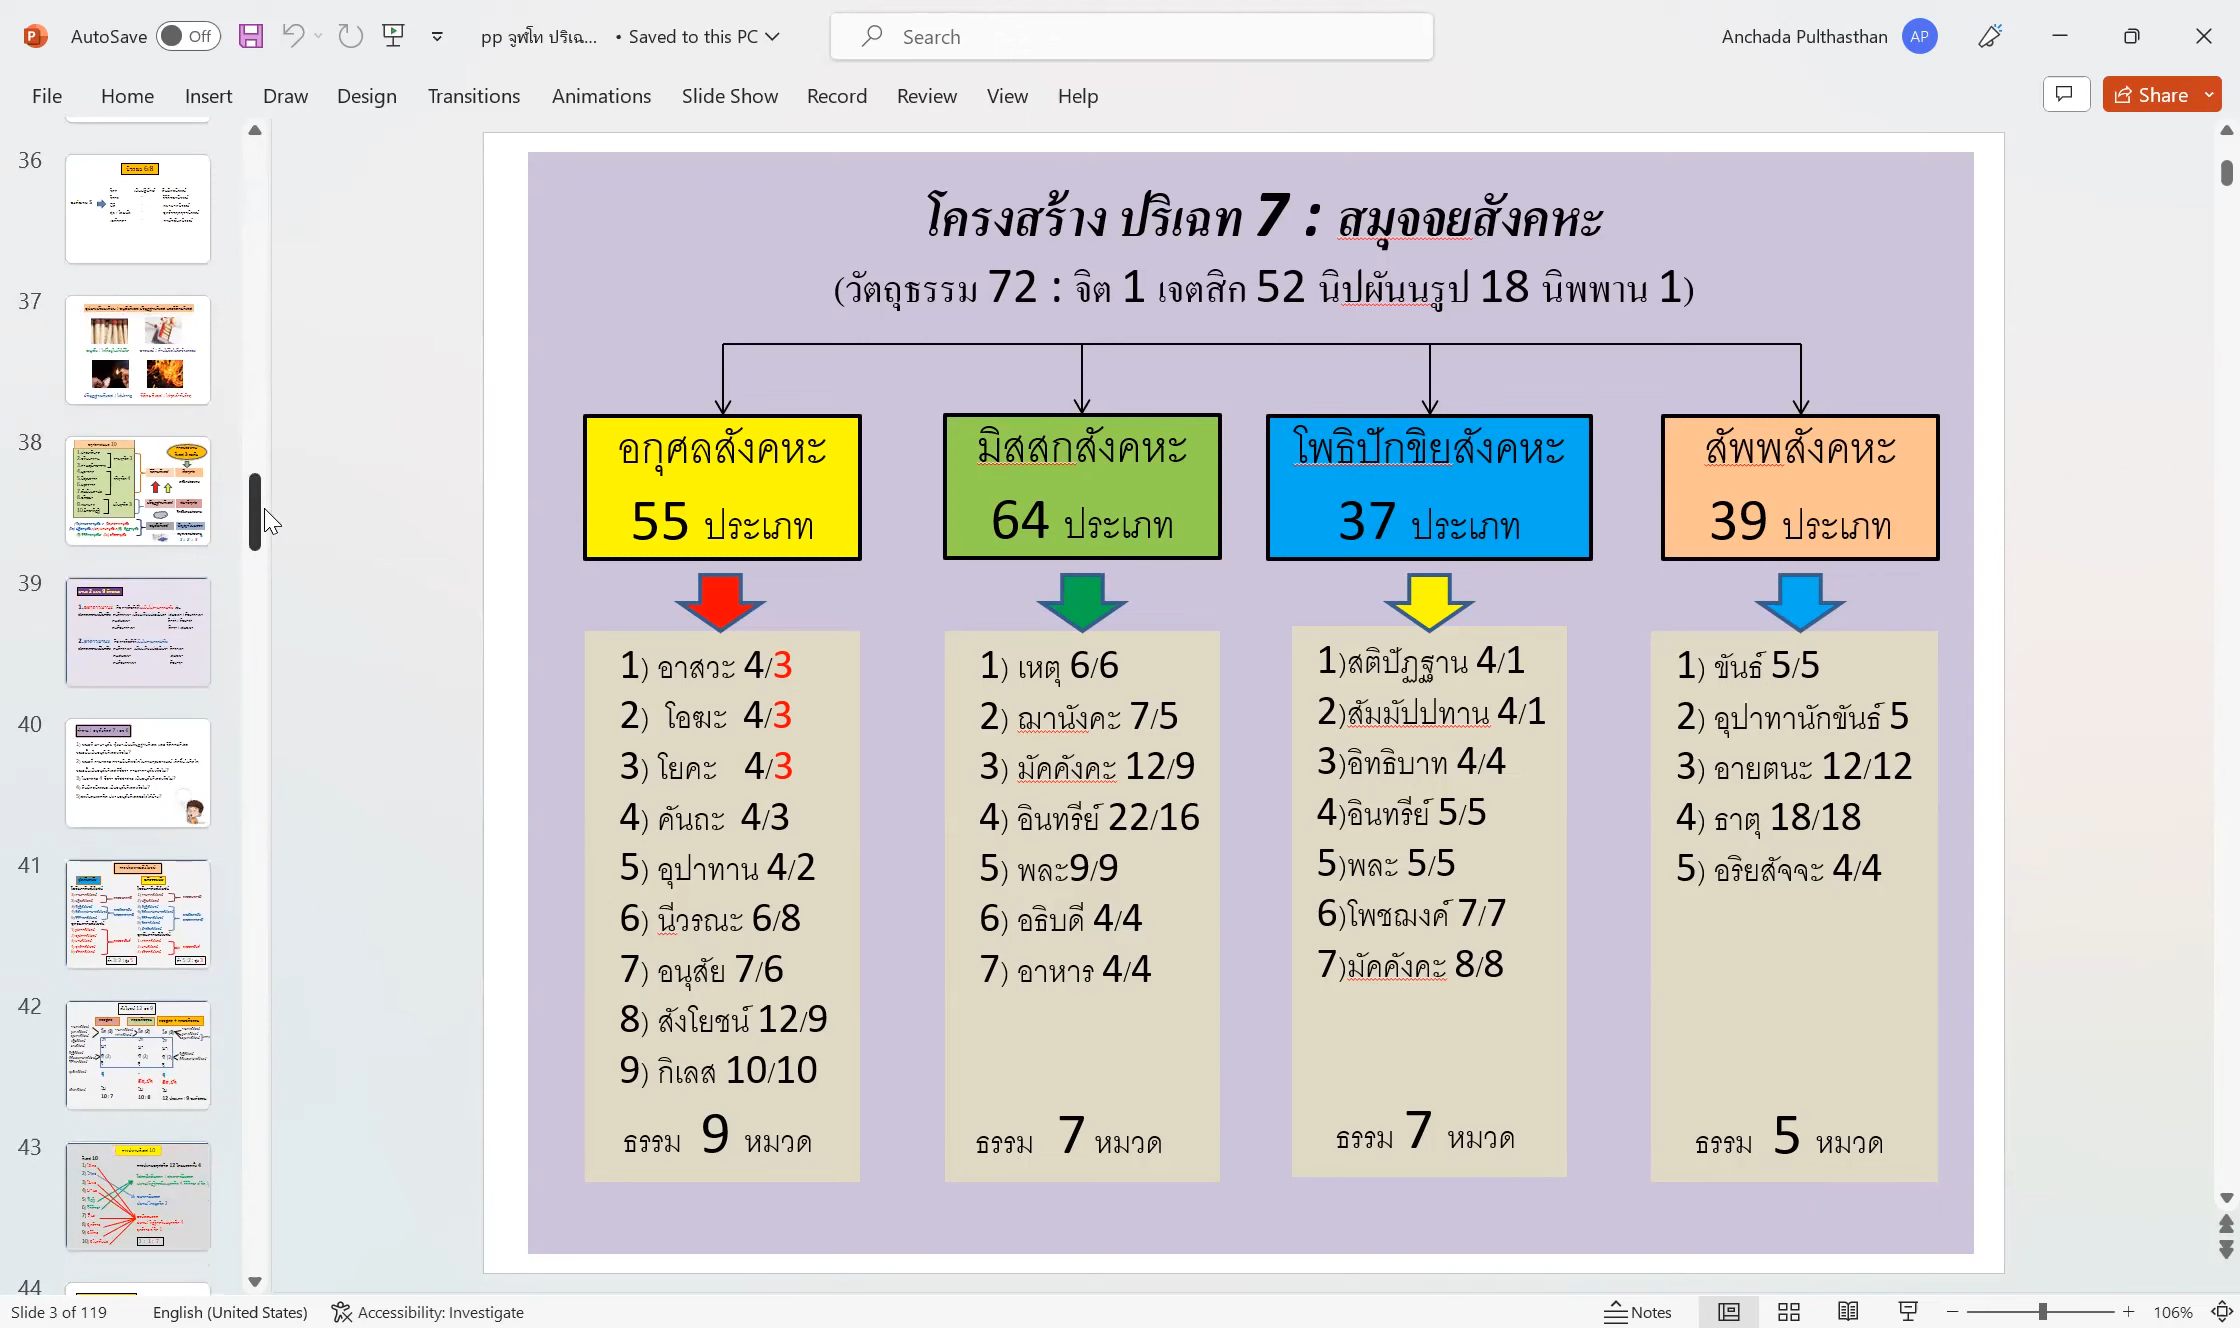 AutoSave Off pp จูฬโท ปริเฉ... • Saved to this PC Search Anchada Pulthasthan AP
File Home Insert Draw Design Transitions Animations Slide Show Record Review View Help Share
36
37
38
39
40
41
42
43
44
โครงสร้าง ปริเฉท 7 : สมุจจยสังคหะ
(วัตถุธรรม 72 : จิต 1 เจตสิก 52 นิปผันนรูป 18 นิพพาน 1)
อกุศลสังคหะ
55 ประเภท
1) อาสวะ 4/3
2) โอฆะ 4/3
3) โยคะ 4/3
4) คันถะ 4/3
5) อุปาทาน 4/2
6) นีวรณะ 6/8
7) อนุสัย 7/6
8) สังโยชน์ 12/9
9) กิเลส 10/10
ธรรม 9 หมวด
มิสสกสังคหะ
64 ประเภท
1) เหตุ 6/6
2) ฌานังคะ 7/5
3) มัคคังคะ 12/9
4) อินทรีย์ 22/16
5) พละ9/9
6) อธิบดี 4/4
7) อาหาร 4/4
ธรรม 7 หมวด
โพธิปักขิยสังคหะ
37 ประเภท
1)สติปัฏฐาน 4/1
2)สัมมัปปทาน 4/1
3)อิทธิบาท 4/4
4)อินทรีย์ 5/5
5)พละ 5/5
6)โพชฌงค์ 7/7
7)มัคคังคะ 8/8
ธรรม 7 หมวด
สัพพสังคหะ
39 ประเภท
1) ขันธ์ 5/5
2) อุปาทานักขันธ์ 5
3) อายตนะ 12/12
4) ธาตุ 18/18
5) อริยสัจจะ 4/4
ธรรม 5 หมวด
Slide 3 of 119 English (United States) Accessibility: Investigate Notes 106%